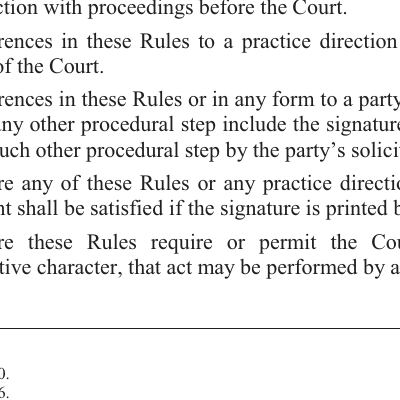 ction with proceedings before the Court.
rences in these Rules to a practice direction
of the Court.
rences in these Rules or in any form to a party
any other procedural step include the signature
uch other procedural step by the party's solici
re any of these Rules or any practice directi
nt shall be satisfied if the signature is printed b
re these Rules require or permit the Cou
tive character, that act may be performed by a
0.
6.